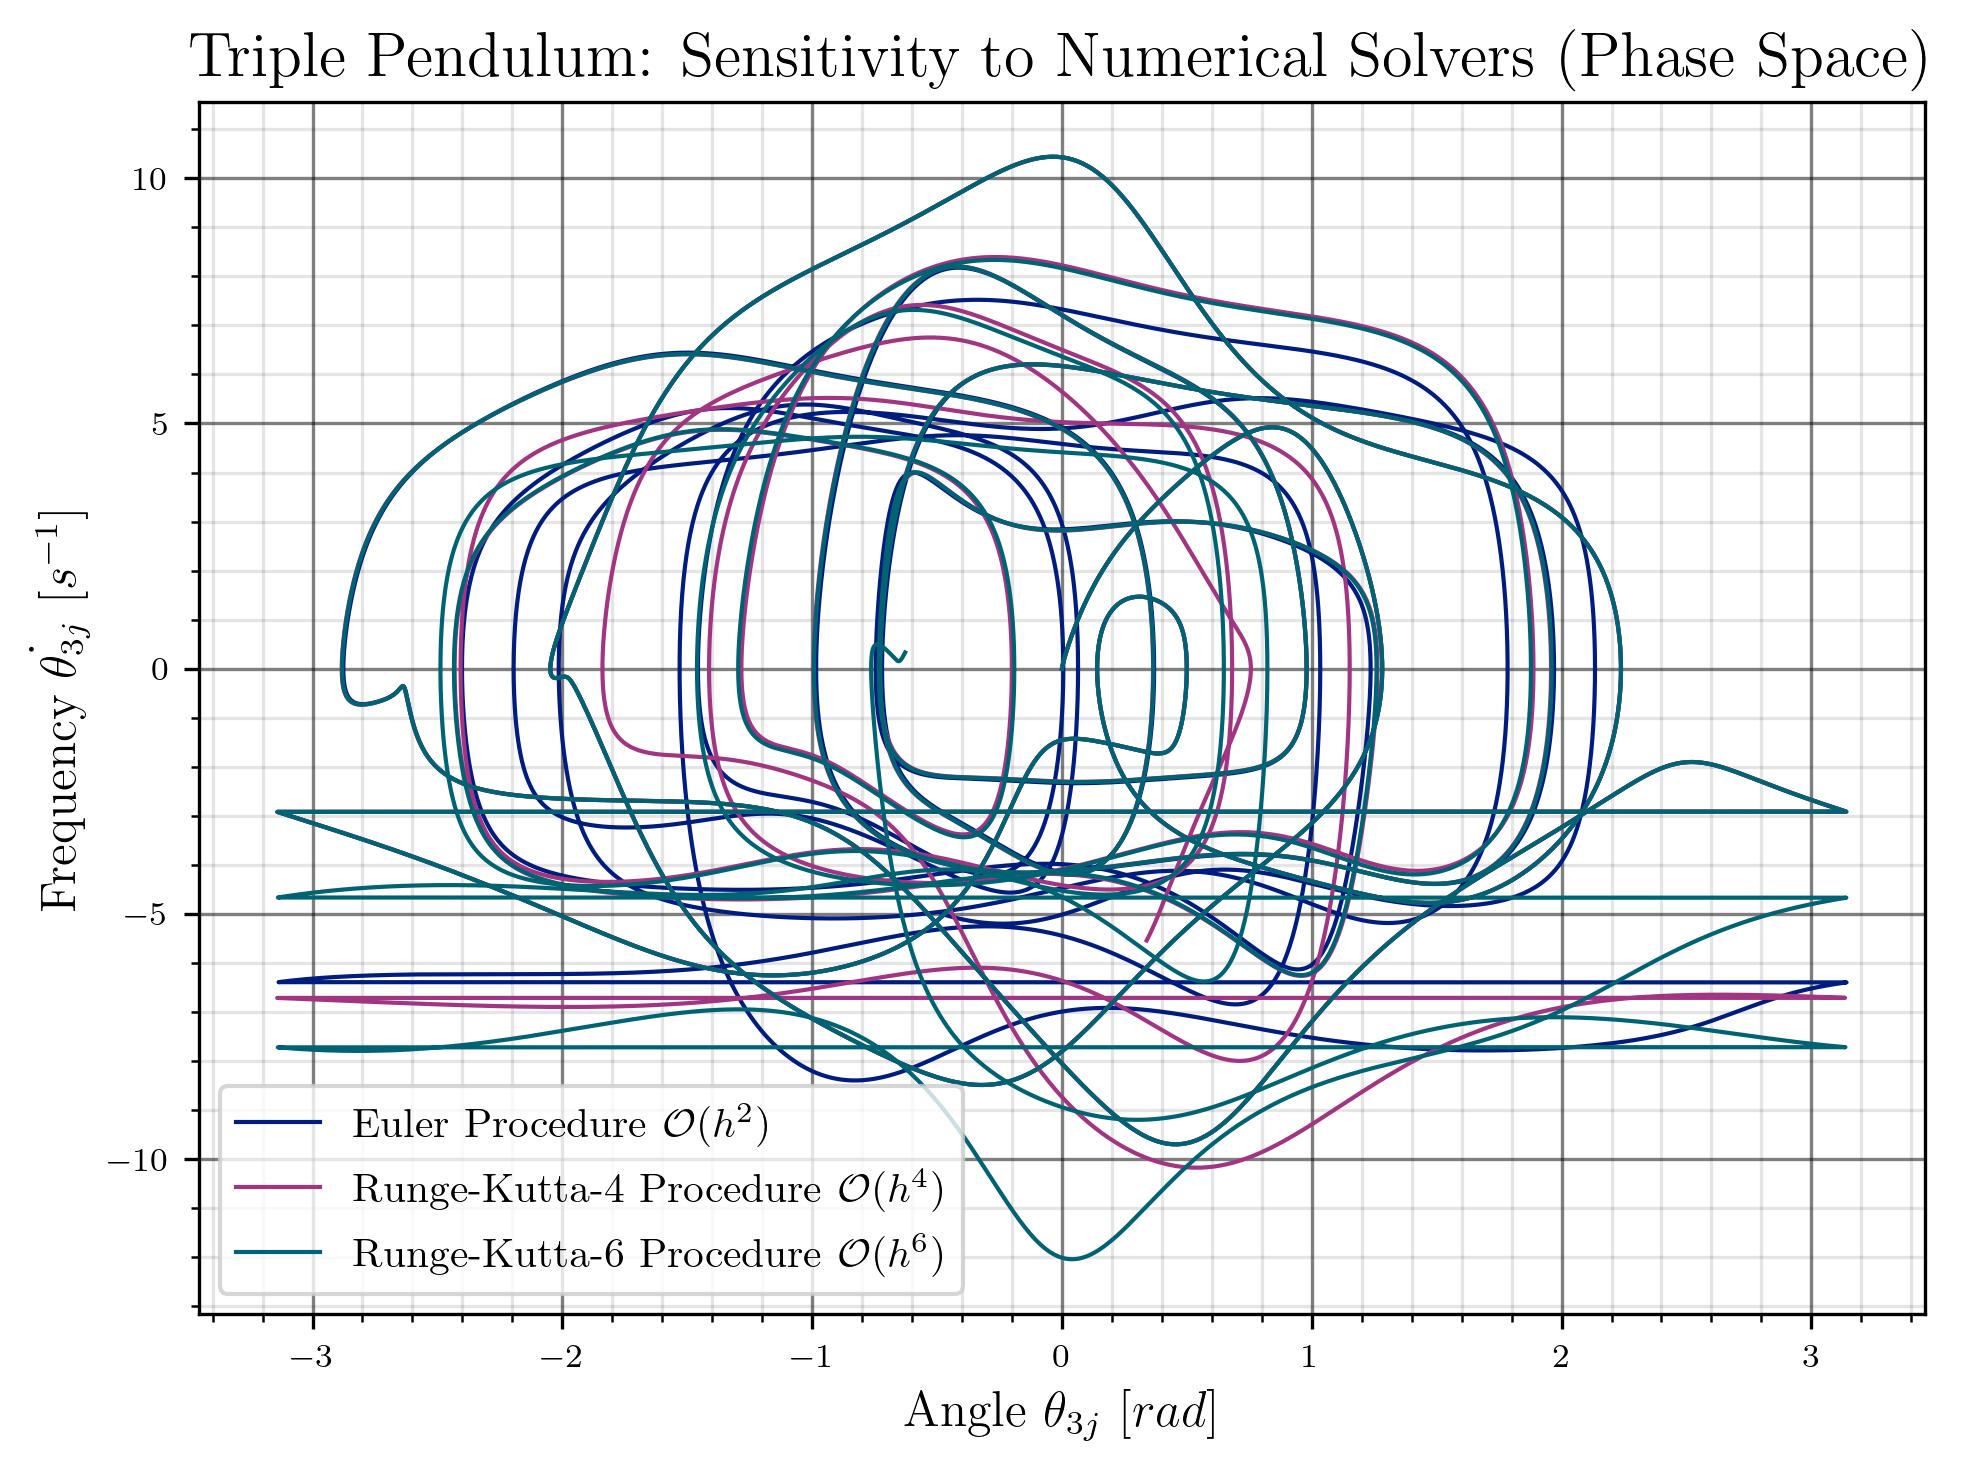 Triple Pendulum: Sensitivity to Numerical Solvers (Phase Space)
10
5
0
−5
−10
Frequency θ̇₃ⱼ [s⁻¹]
Euler Procedure 𝒪(h²)
Runge-Kutta-4 Procedure 𝒪(h⁴)
Runge-Kutta-6 Procedure 𝒪(h⁶)
−3 −2 −1 0 1 2 3
Angle θ₃ⱼ [rad]